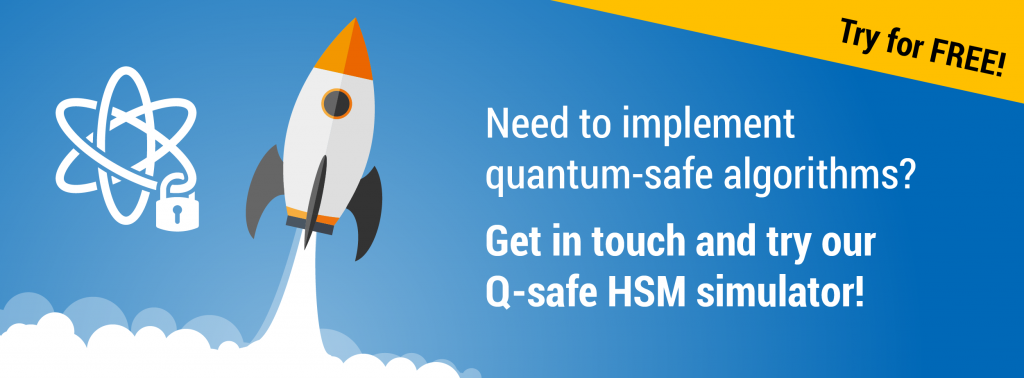 Try for FREE!
Need to implement
quantum-safe algorithms?
Get in touch and try our
Q-safe HSM simulator!